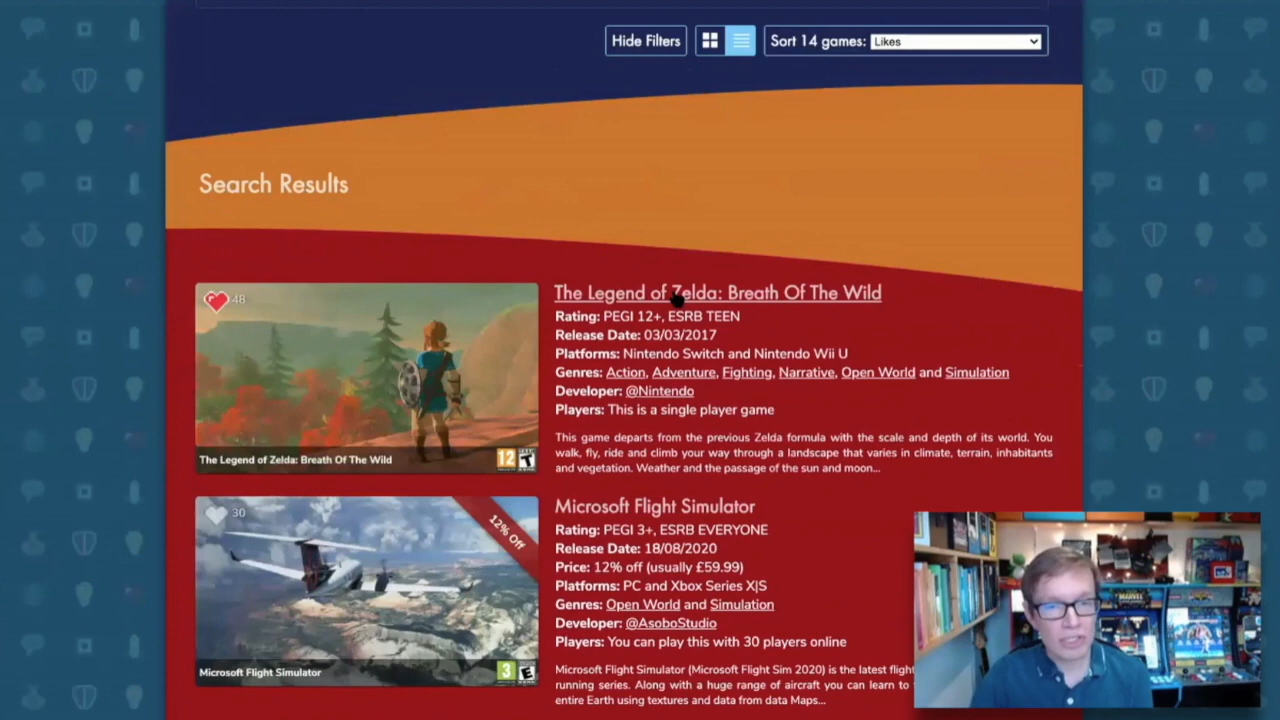 Hide Filters
Sort 14 games: Likes
Search Results
48
The Legend of Zelda: Breath Of The Wild
12
The Legend of Zelda: Breath Of The Wild
Rating: PEGI 12+, ESRB TEEN
Release Date: 03/03/2017
Platforms: Nintendo Switch and Nintendo Wii U
Genres: Action, Adventure, Fighting, Narrative, Open World and Simulation
Developer: @Nintendo
Players: This is a single player game
This game departs from the previous Zelda formula with the scale and depth of its world. You
walk, fly, ride and climb your way through a landscape that varies in climate, terrain, inhabitants
and vegetation. Weather and the passage of the sun and moon...
30
12% Off
Microsoft Flight Simulator
3
E
Microsoft Flight Simulator
Rating: PEGI 3+, ESRB EVERYONE
Release Date: 18/08/2020
Price: 12% off (usually £59.99)
Platforms: PC and Xbox Series X|S
Genres: Open World and Simulation
Developer: @AsoboStudio
Players: You can play this with 30 players online
Microsoft Flight Simulator (Microsoft Flight Sim 2020) is the latest flight
running series. Along with a huge range of aircraft you can learn to
entire Earth using textures and data from data Maps...
MARVEL